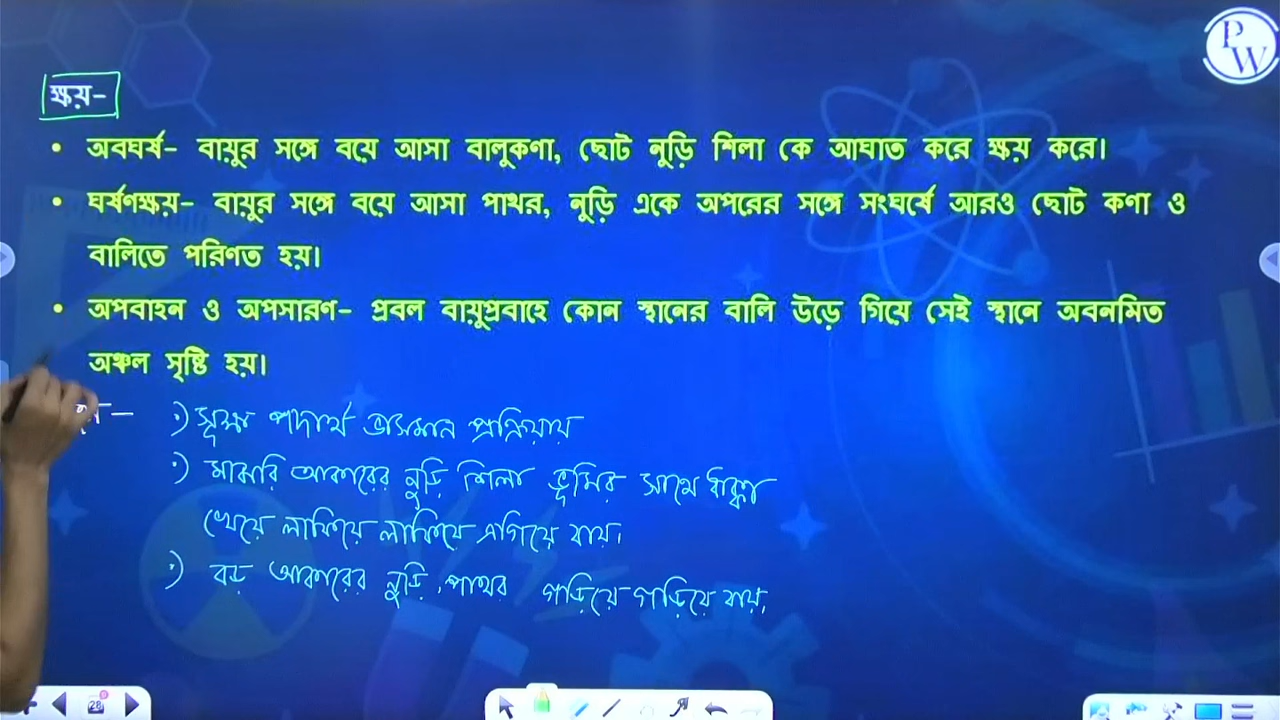 PW
ক্ষয়-
• অবঘর্ষ- বায়ুর সঙ্গে বয়ে আসা বালুকণা, ছোট নুড়ি শিলা কে আঘাত করে ক্ষয় করে।
• ঘর্ষণক্ষয়- বায়ুর সঙ্গে বয়ে আসা পাথর, নুড়ি একে অপরের সঙ্গে সংঘর্ষে আরও ছোট কণা ও
বালিতে পরিণত হয়।
• অপবাহন ও অপসারণ- প্রবল বায়ুপ্রবাহে কোন স্থানের বালি উড়ে গিয়ে সেই স্থানে অবনমিত
অঞ্চল সৃষ্টি হয়।
সূক্ষ্ম পদার্থ ভাসমান প্রক্রিয়ায়
মাঝারি আকারের নুড়ি শিলা ভূমির সাথে ধাক্কা
খেয়ে লাফিয়ে লাফিয়ে এগিয়ে যায়।
বড় আকারের নুড়ি, পাথর গড়িয়ে গড়িয়ে যায়।
28